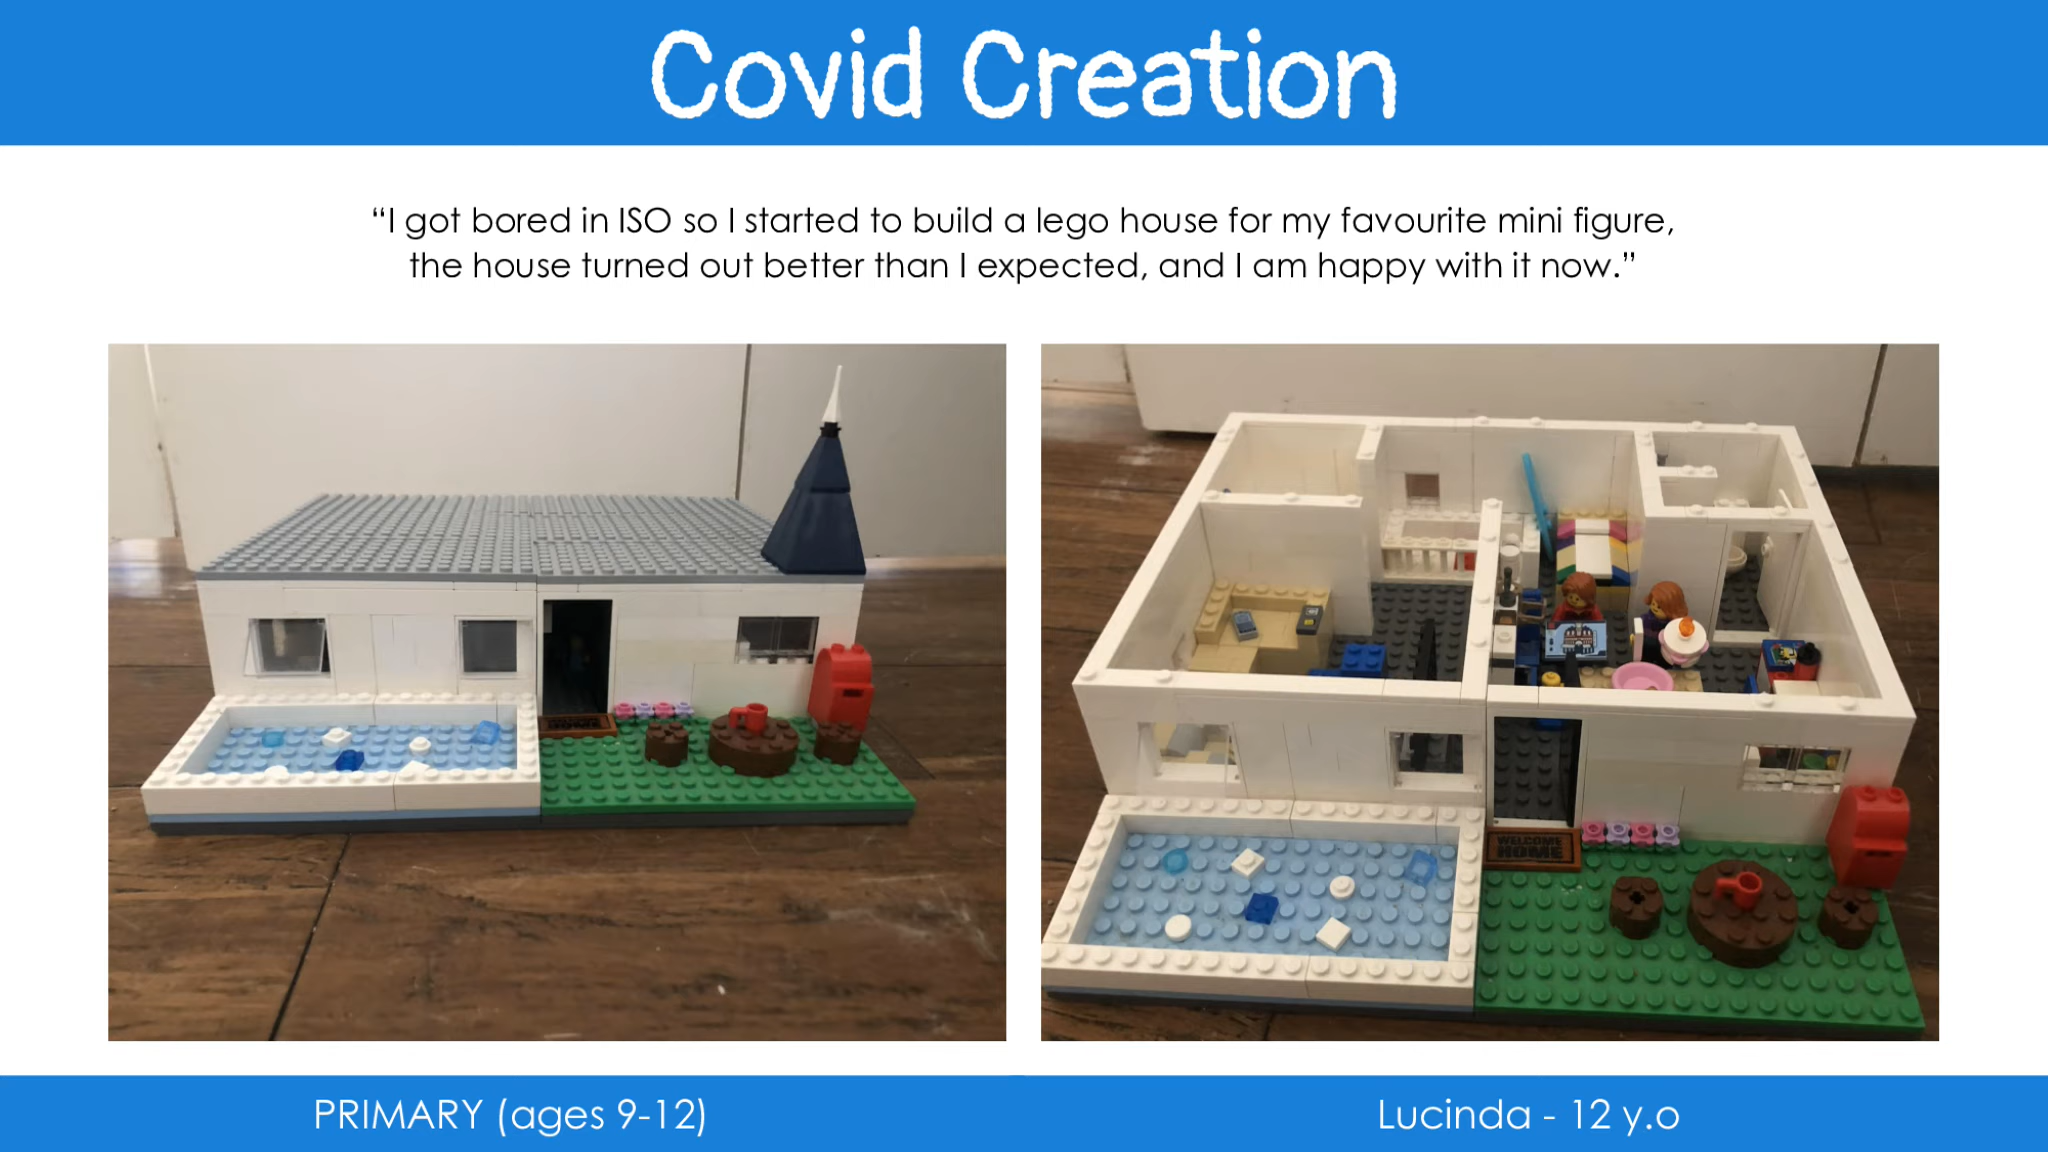 Covid Creation
“I got bored in ISO so I started to build a lego house for my favourite mini figure,
the house turned out better than I expected, and I am happy with it now.”
WELCOME
HOME
PRIMARY (ages 9-12)
Lucinda - 12 y.o